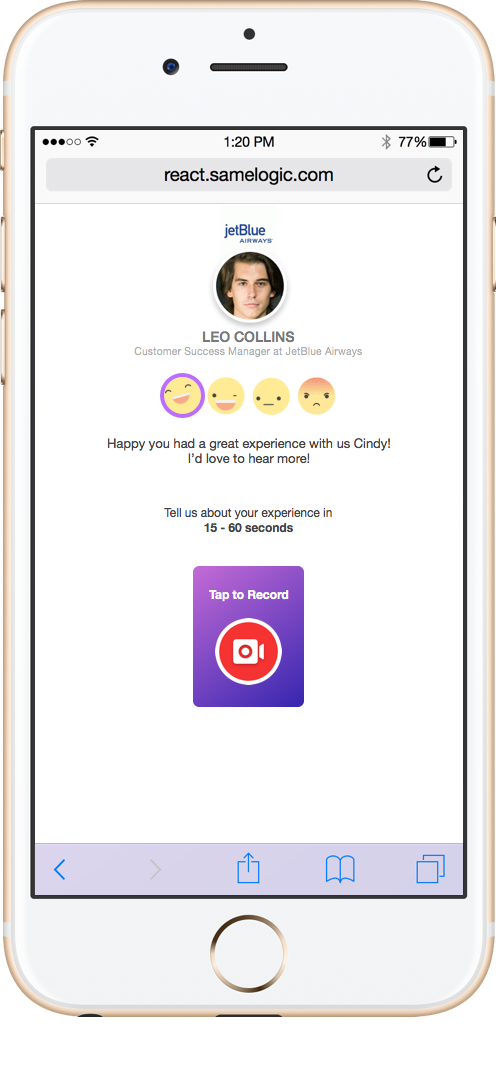 1:20 PM
77%
react.samelogic.com
jetBlue
AIRWAYS
LEO COLLINS
Customer Success Manager at JetBlue Airways
Happy you had a great experience with us Cindy!
I'd love to hear more!
Tell us about your experience in
15 - 60 seconds
Tap to Record